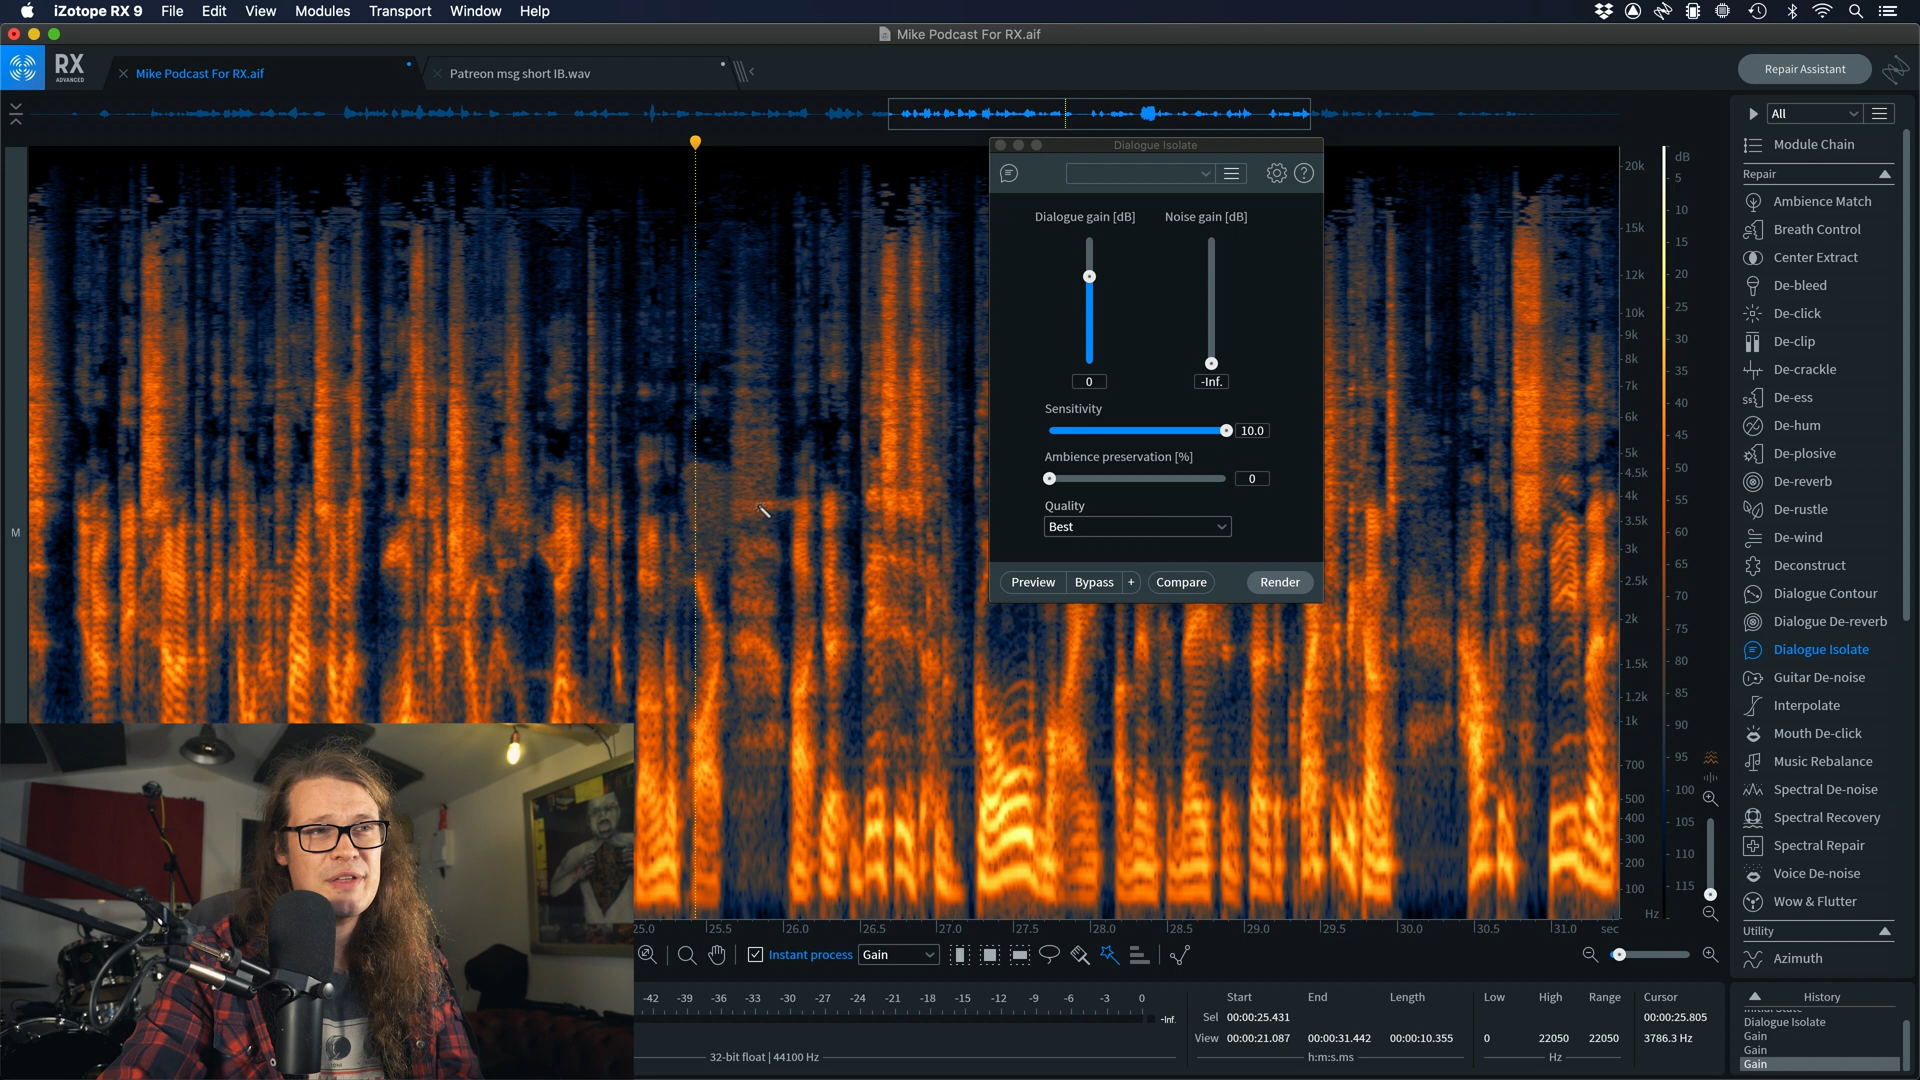 iZotope RX 9 File Edit View Modules Transport Window Help
Mike Podcast For RX.aif
RX
ADVANCED
Mike Podcast For RX.aif
Patreon msg short IB.wav
Repair Assistant
All
Module Chain
Repair
Ambience Match
Breath Control
Center Extract
De-bleed
De-click
De-clip
De-crackle
De-ess
De-hum
De-plosive
De-reverb
De-rustle
De-wind
Deconstruct
Dialogue Contour
Dialogue De-reverb
Dialogue Isolate
Guitar De-noise
Interpolate
Mouth De-click
Music Rebalance
Spectral De-noise
Spectral Recovery
Spectral Repair
Voice De-noise
Wow & Flutter
Utility
Azimuth
History
Initial State
Dialogue Isolate
Gain
Gain
Gain
Dialogue Isolate
Dialogue gain [dB] Noise gain [dB]
0 -Inf.
Sensitivity
10.0
Ambience preservation [%]
0
Quality
Best
Preview Bypass + Compare Render
M
20k
15k
12k
10k
9k
8k
7k
6k
5k
4.5k
4k
3.5k
3k
2.5k
2k
1.5k
1.2k
1k
700
500
400
300
200
100
Hz
dB
5
10
15
20
25
30
35
40
45
50
55
60
65
70
75
80
85
90
95
100
105
110
115
25.0 25.5 26.0 26.5 27.0 27.5 28.0 28.5 29.0 29.5 30.0 30.5 31.0 sec
Instant process Gain
-42 -39 -36 -33 -30 -27 -24 -21 -18 -15 -12 -9 -6 -3 0
-Inf.
32-bit float | 44100 Hz
Start End Length
Sel 00:00:25.431
View 00:00:21.087 00:00:31.442 00:00:10.355
h:m:s.ms
Low High Range
0 22050 22050
Hz
Cursor
00:00:25.805
3786.3 Hz